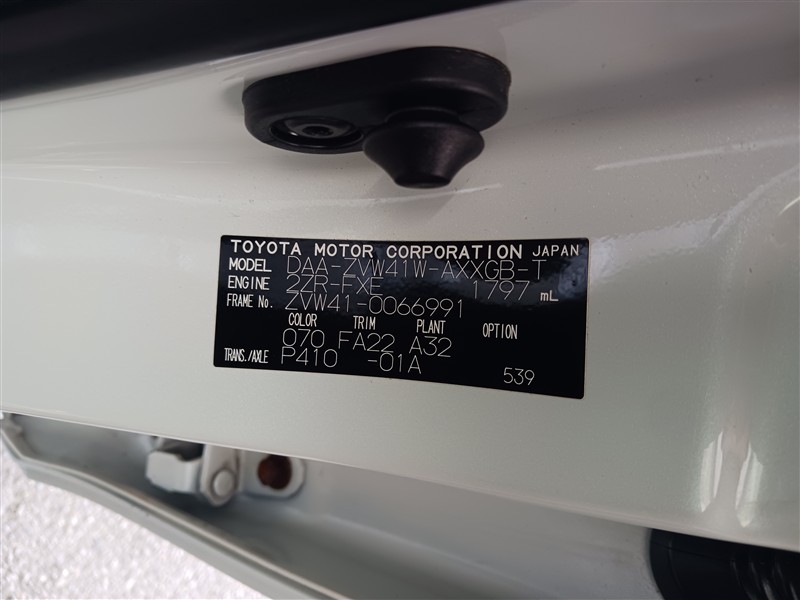 TOYOTA MOTOR CORPORATION JAPAN
MODEL DAA-ZVW41W-AXXGB-T
ENGINE 2ZR-FXE 1797 mL
FRAME No. ZVW41-0066991
COLOR TRIM PLANT OPTION
070 FA22 A32
TRANS./AXLE P410 -01A
539